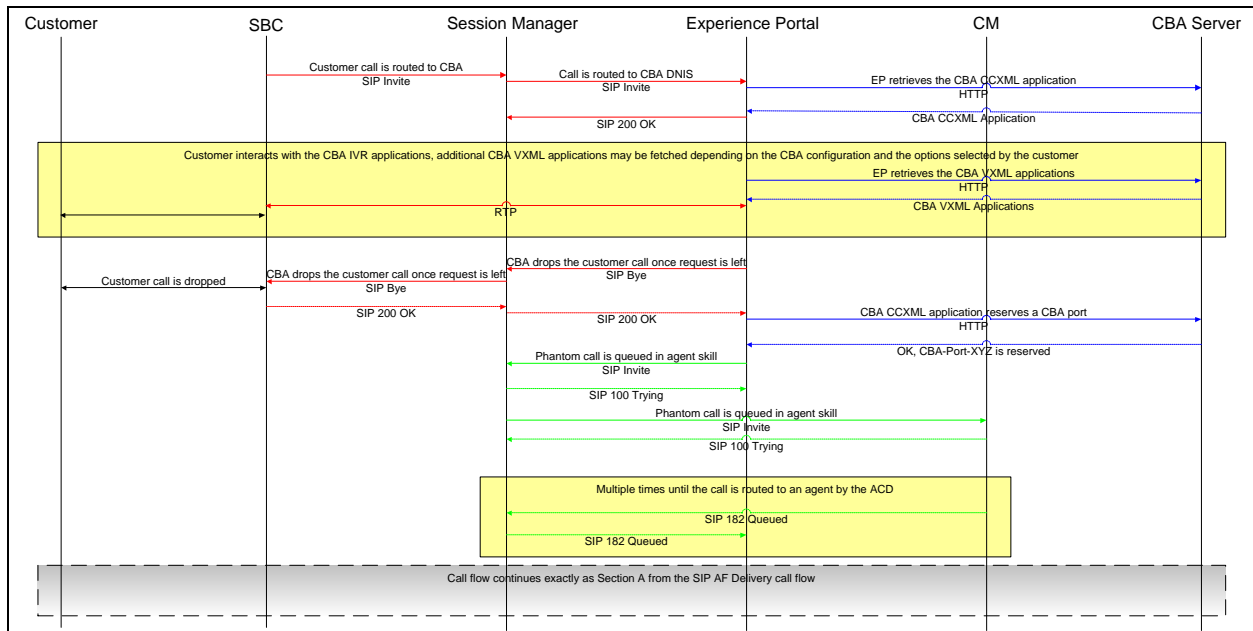 Customer
SBC
Session Manager
Experience Portal
CM
CBA Server
Customer call is routed to CBA
SIP Invite
Call is routed to CBA DNIS
SIP Invite
EP retrieves the CBA CCXML application
HTTP
CBA CCXML Application
SIP 200 OK
Customer interacts with the CBA IVR applications, additional CBA VXML applications may be fetched depending on the CBA configuration and the options selected by the customer
EP retrieves the CBA VXML applications
HTTP
CBA VXML Applications
RTP
CBA drops the customer call once request is left
SIP Bye
CBA drops the customer call once request is left
SIP Bye
Customer call is dropped
SIP 200 OK
SIP 200 OK
CBA CCXML application reserves a CBA port
HTTP
OK, CBA-Port-XYZ is reserved
Phantom call is queued in agent skill
SIP Invite
SIP 100 Trying
Phantom call is queued in agent skill
SIP Invite
SIP 100 Trying
Multiple times until the call is routed to an agent by the ACD
SIP 182 Queued
SIP 182 Queued
Call flow continues exactly as Section A from the SIP AF Delivery call flow